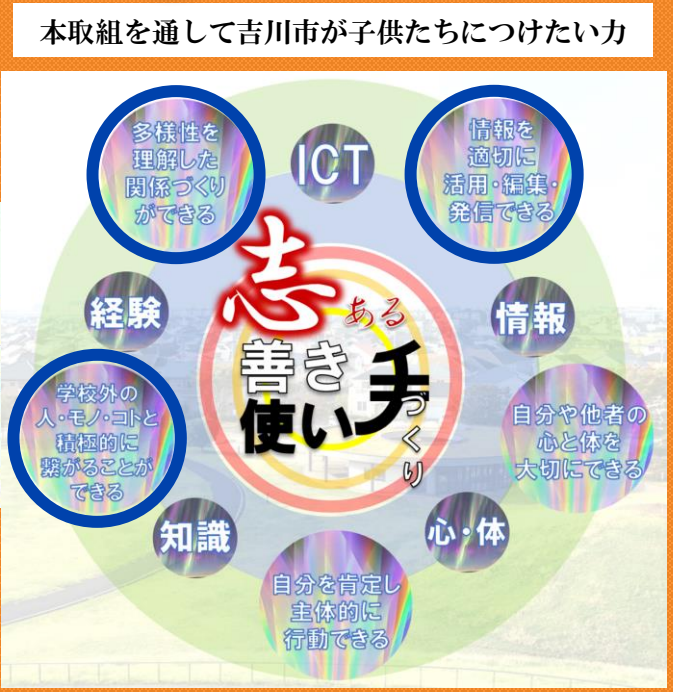 本取組を通して吉川市が子供たちにつけたい力
多様性を
理解した
関係づくり
ができる
ICT
情報を
適切に
活用・編集・
発信できる
志
ある
善き
使い手
づくり
経験
情報
学校外の
人・モノ・コトと
積極的に
繋がることが
できる
自分や他者の
心と体を
大切にできる
知識
心・体
自分を肯定し
主体的に
行動できる